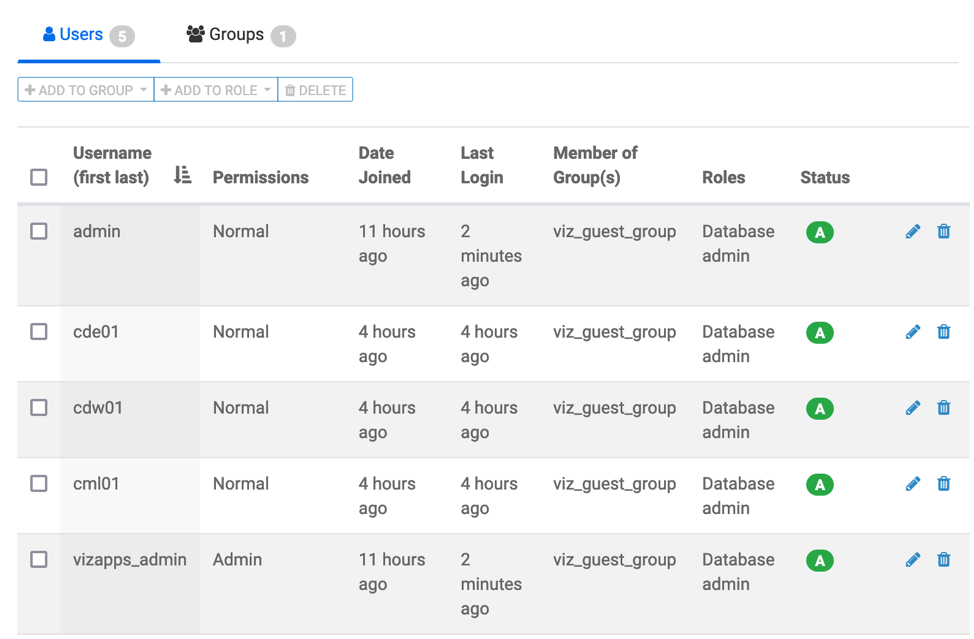 Users 5 Groups 1
ADD TO GROUP ADD TO ROLE DELETE
Username Date Last Member of
(first last) Permissions Joined Login Group(s) Roles Status
admin Normal 11 hours 2 viz_guest_group Database A
ago minutes admin
ago
cde01 Normal 4 hours 4 hours viz_guest_group Database A
ago ago admin
cdw01 Normal 4 hours 4 hours viz_guest_group Database A
ago ago admin
cml01 Normal 4 hours 4 hours viz_guest_group Database A
ago ago admin
vizapps_admin Admin 11 hours 2 viz_guest_group Database A
ago minutes admin
ago